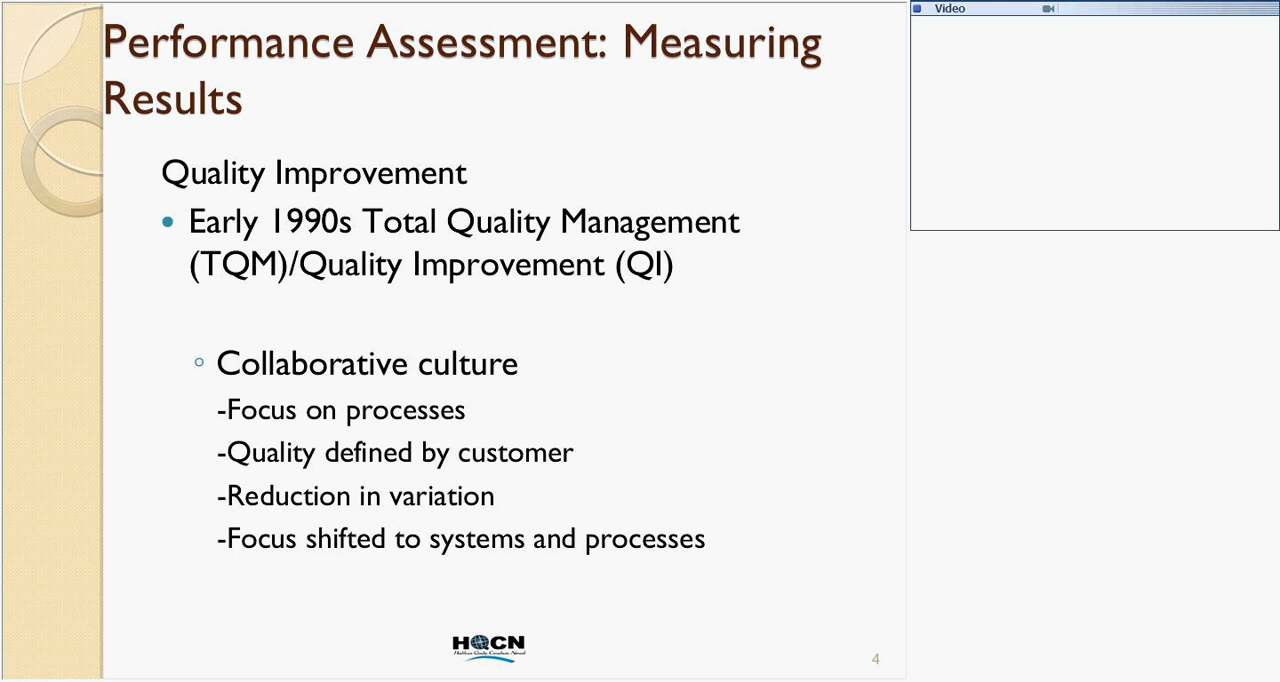 Performance Assessment: Measuring
Results
Quality Improvement
Early 1990s Total Quality Management
(TQM)/Quality Improvement (QI)
Collaborative culture
-Focus on processes
-Quality defined by customer
-Reduction in variation
-Focus shifted to systems and processes
HQCN
4
Video